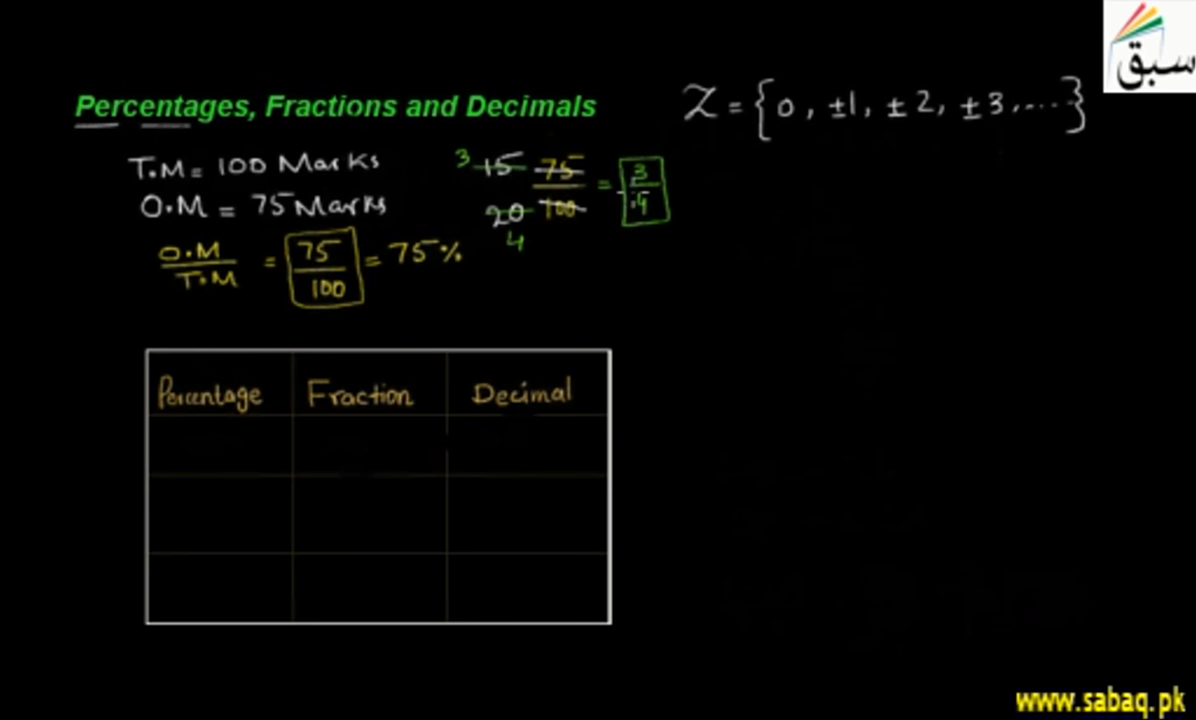 سبق
Percentages, Fractions and Decimals
Z = {0, ±1, ±2, ±3, ....}
T.M = 100 Marks
O.M = 75 Marks
3 15 75 / 20 100 4 = 3/4
O.M/T.M = 75/100 = 75%
Percentage Fraction Decimal
www.sabaq.pk